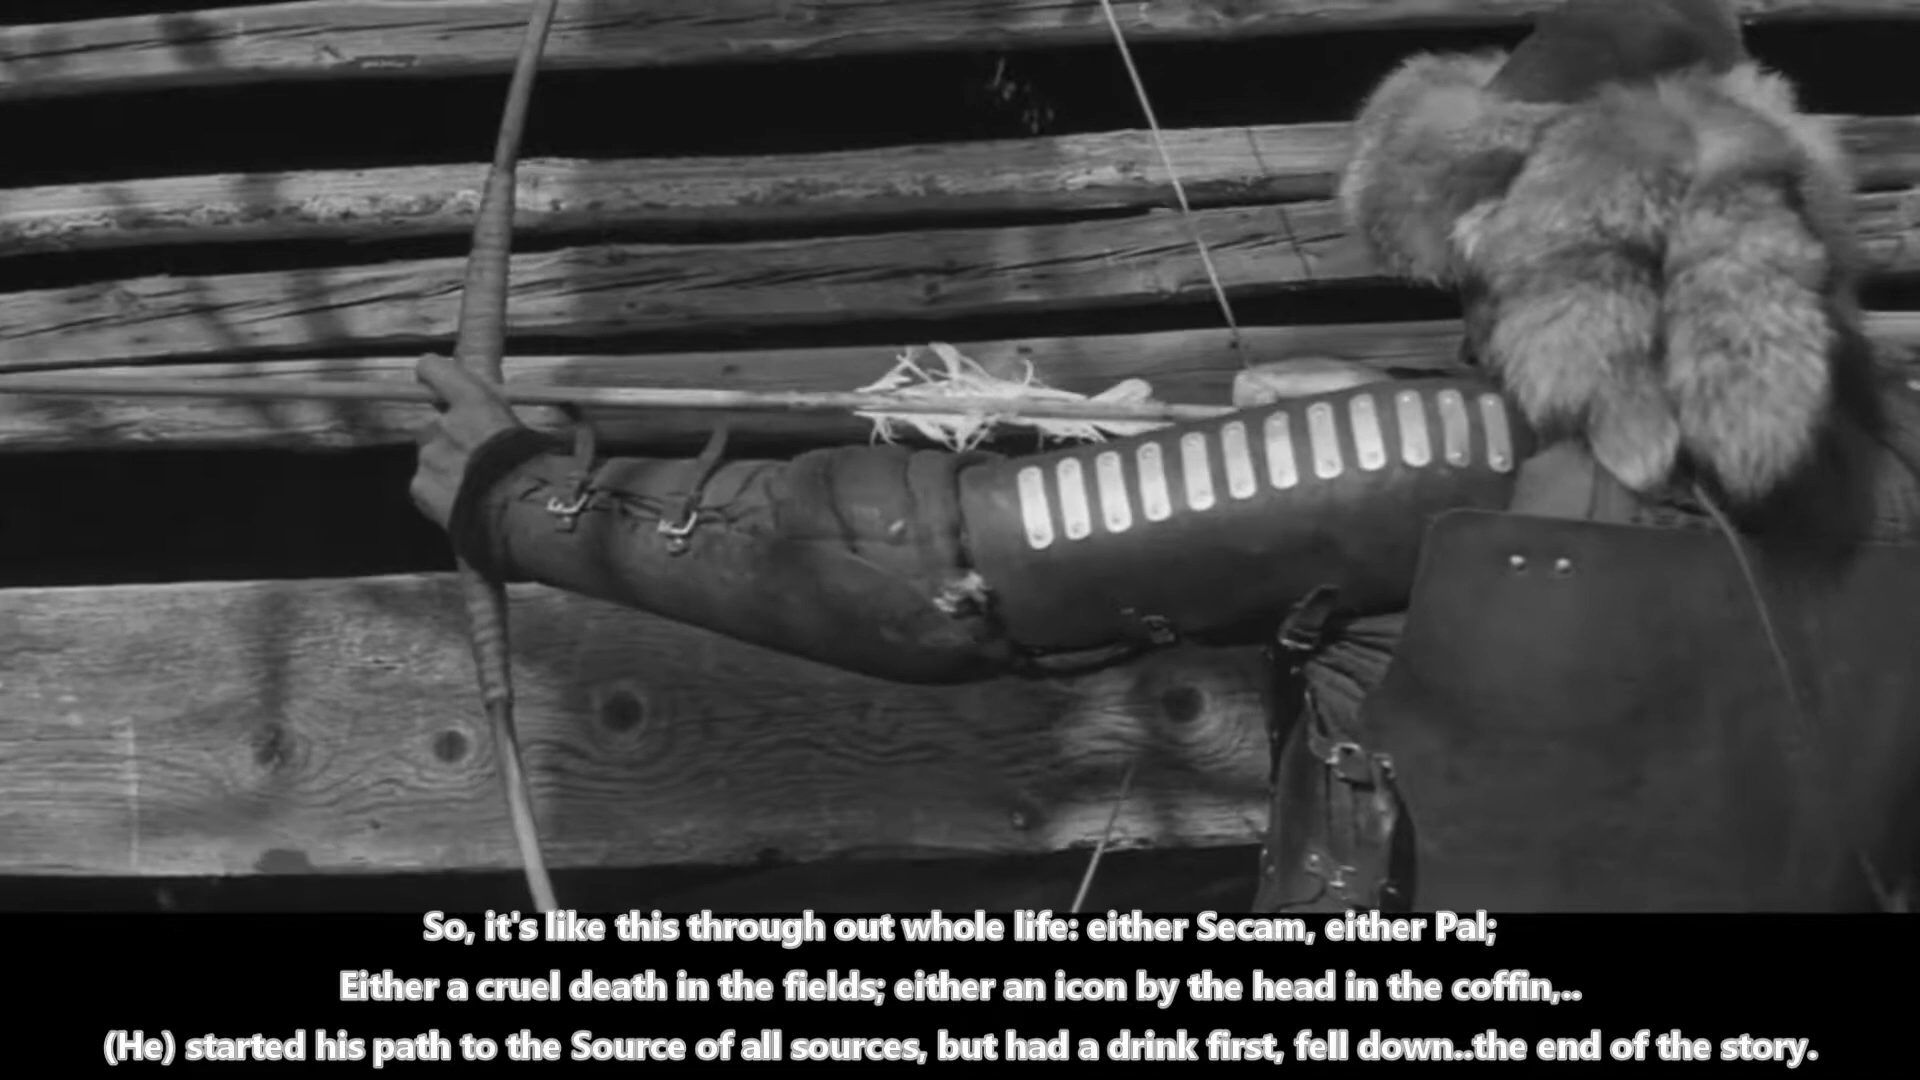 So, it's like this through out whole life: either Secam, either Pal;
Either a cruel death in the fields; either an icon by the head in the coffin,..
(He) started his path to the Source of all sources, but had a drink first, fell down..the end of the story.